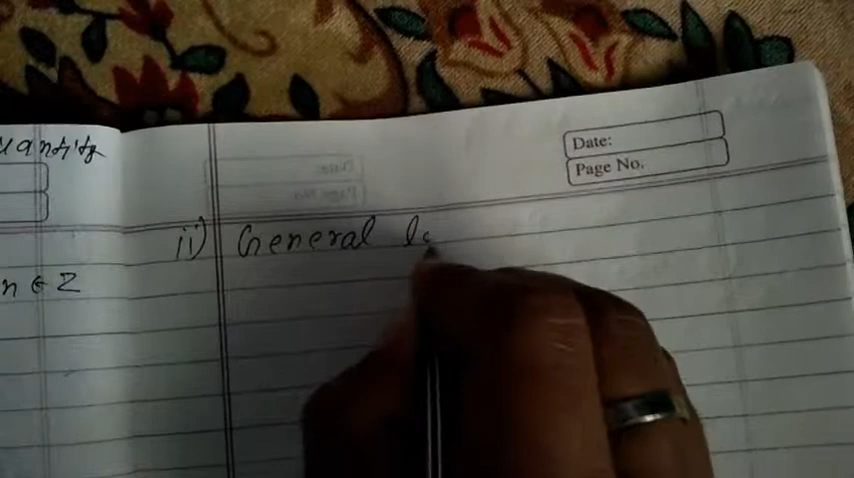 Date:
Page No.
ii) General
n ∈ Z